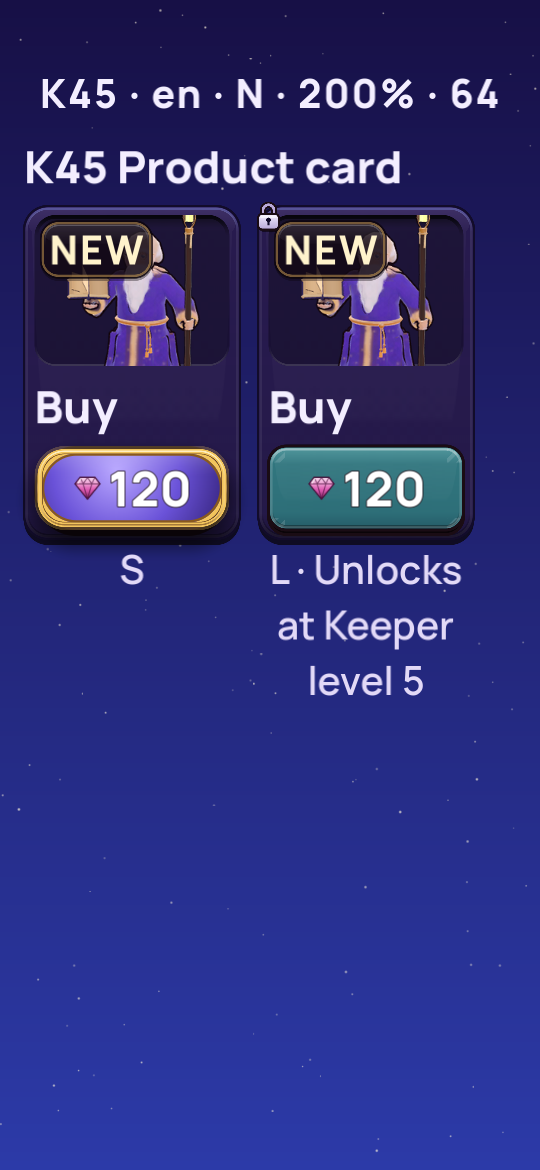 K45 · en · N · 200% · 64
K45 Product card
NEW
NEW
Buy
Buy
120
120
S
L · Unlocks
at Keeper
level 5